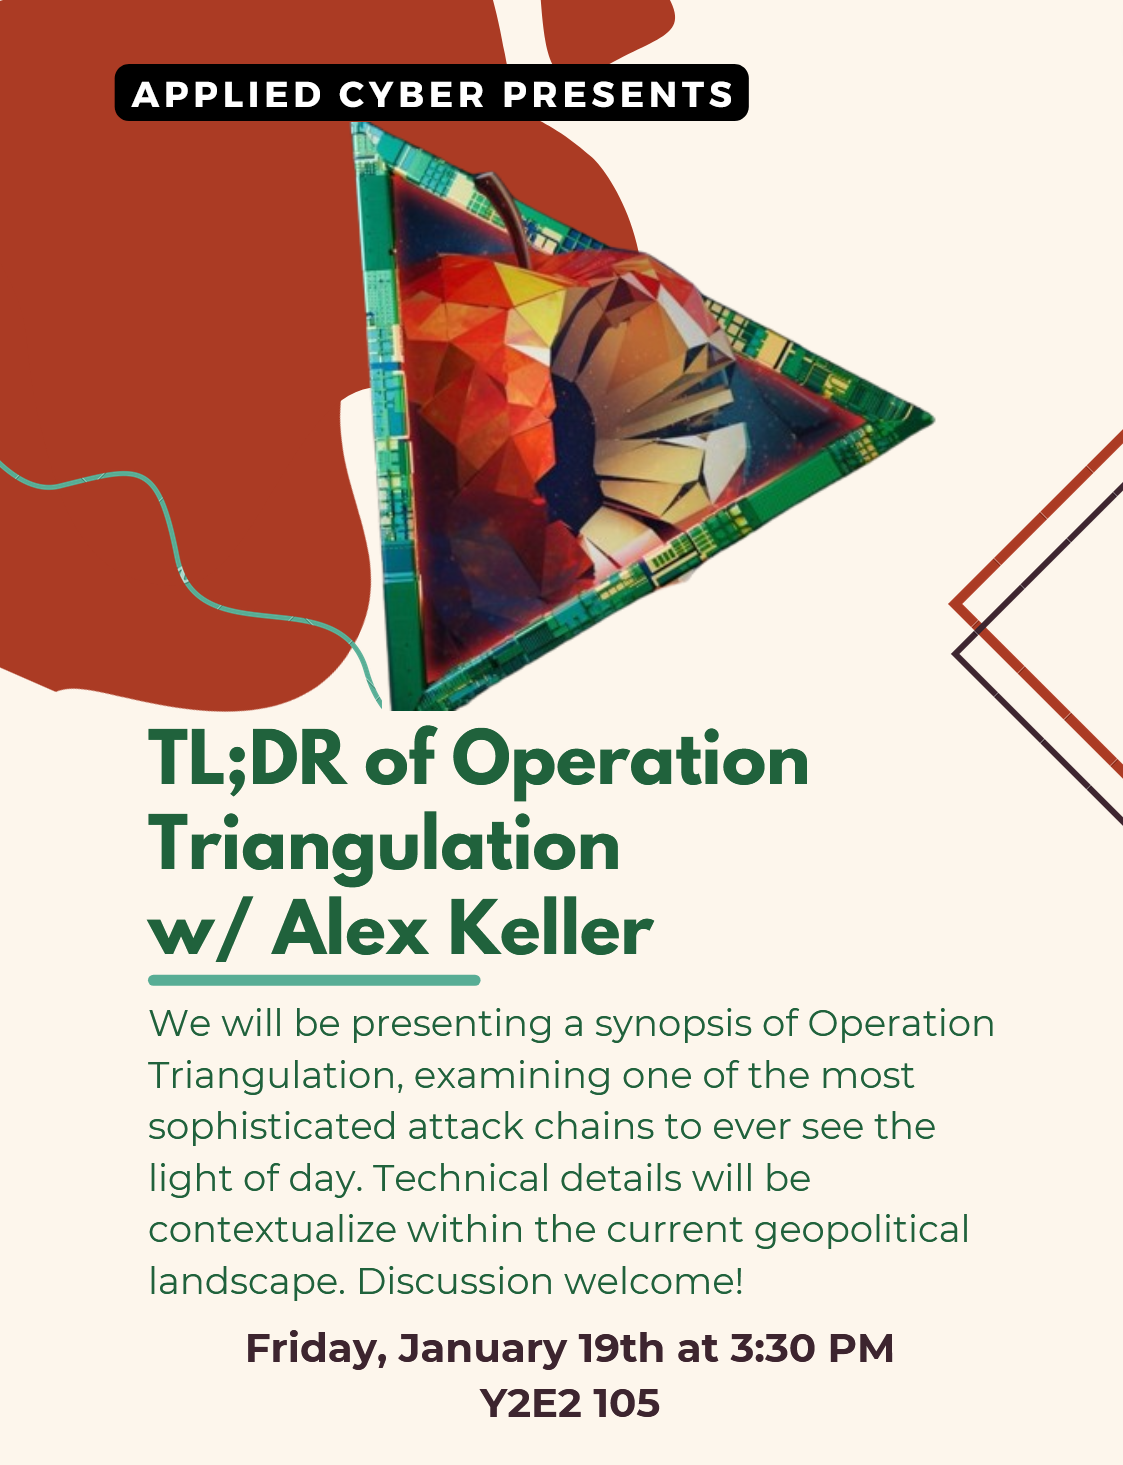 APPLIED CYBER PRESENTS
TL;DR of Operation
Triangulation
w/ Alex Keller
We will be presenting a synopsis of Operation
Triangulation, examining one of the most
sophisticated attack chains to ever see the
light of day. Technical details will be
contextualize within the current geopolitical
landscape. Discussion welcome!
Friday, January 19th at 3:30 PM
Y2E2 105